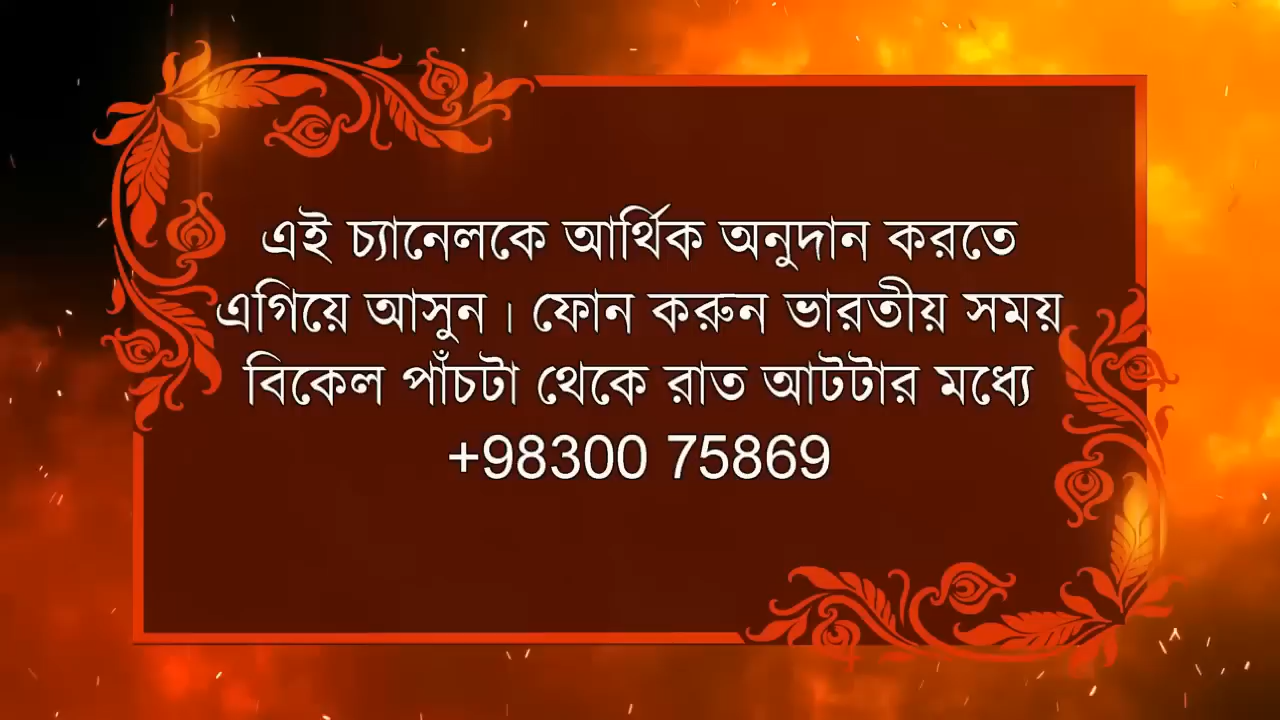 এই চ্যানেলকে আর্থিক অনুদান করতে
এগিয়ে আসুন। ফোন করুন ভারতীয় সময়
বিকেল পাঁচটা থেকে রাত আটটার মধ্যে
+98300 75869